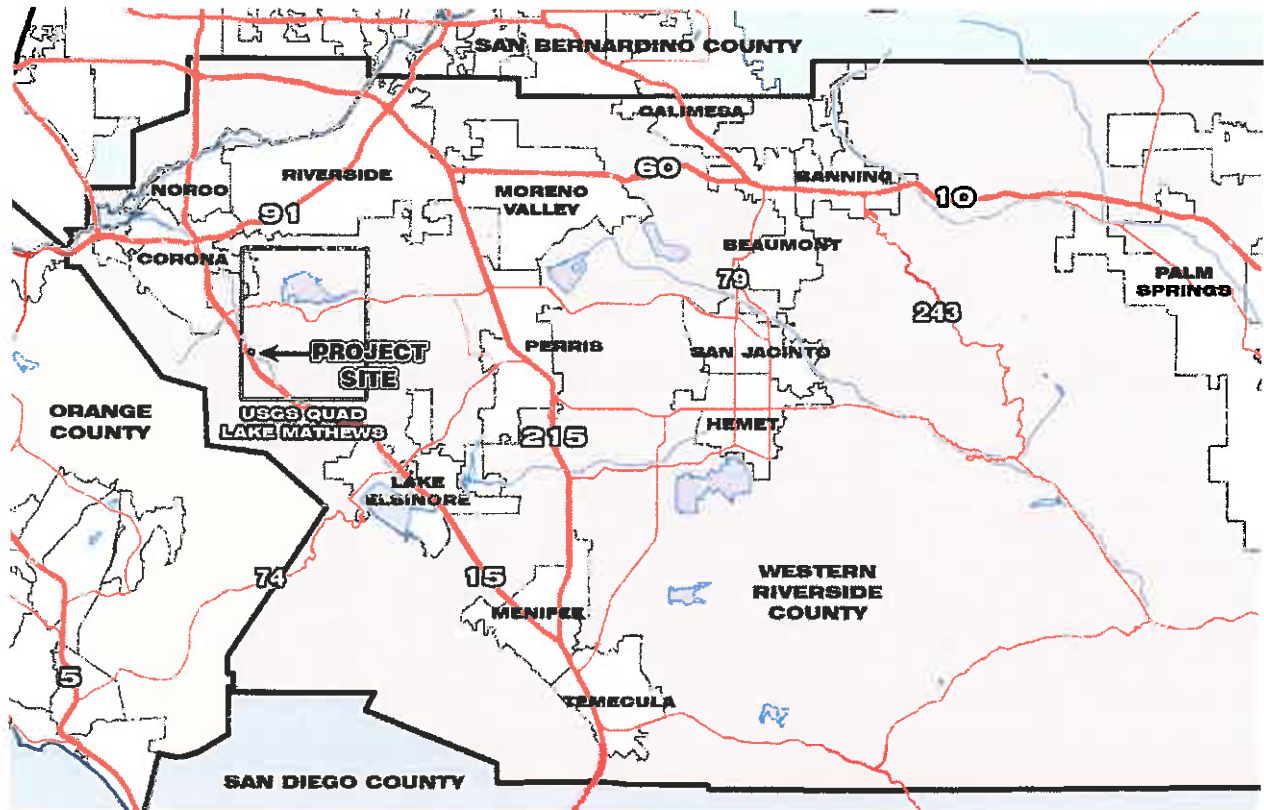 SAN BERNARDINO COUNTY
CALIMESA
NORCO
RIVERSIDE
MORENO
VALLEY
60
BANNING
10
91
CORONA
BEAUMONT
79
PALM
SPRINGS
243
PROJECT
SITE
PERRIS
SAN JACINTO
ORANGE
COUNTY
USGS QUAD
LAKE MATHEWS
215
HEMET
LAKE
ELSINORE
74
15
WESTERN
RIVERSIDE
COUNTY
MENIFEE
5
TEMECULA
SAN DIEGO COUNTY